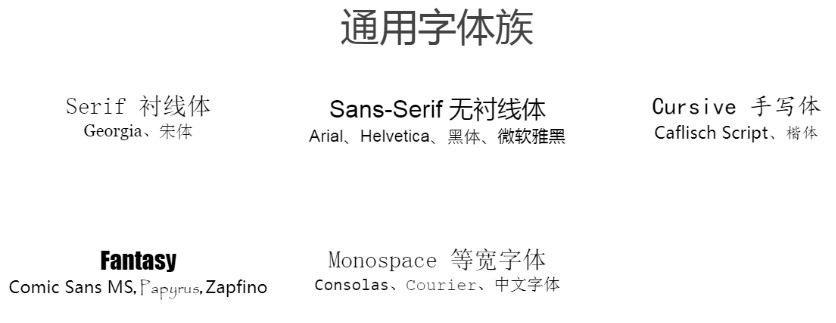 通用字体族
Serif 衬线体
Georgia、宋体
Sans-Serif 无衬线体
Arial、Helvetica、黑体、微软雅黑
Cursive 手写体
Caflisch Script、楷体
Fantasy
Comic Sans MS, Papyrus, Zapfino
Monospace 等宽字体
Consolas、Courier、中文字体